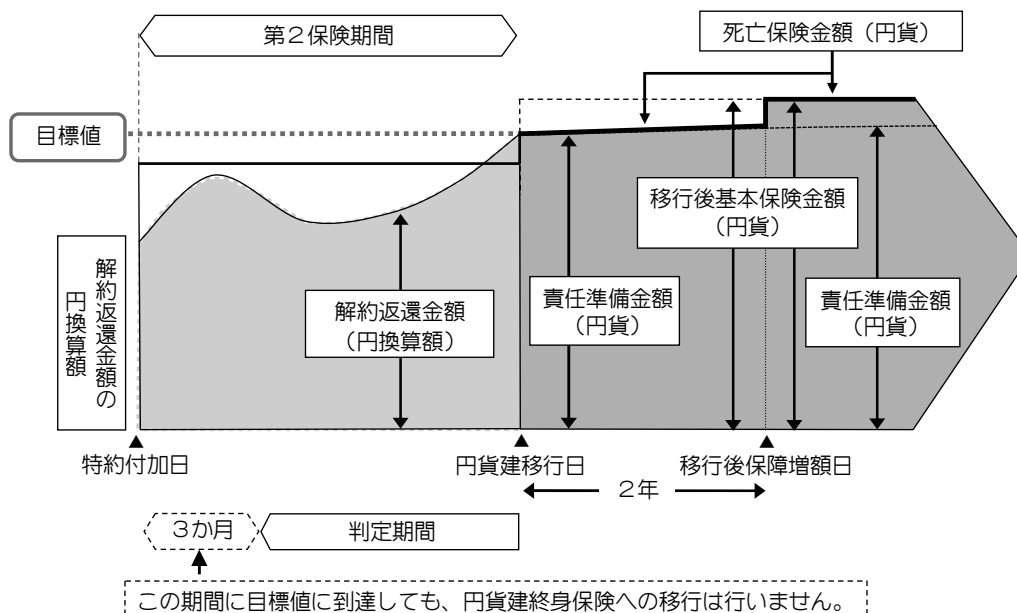 第２保険期間
死亡保険金額（円貨）
目標値
移行後基本保険金額
（円貨）
解約返還金額の
円換算額
解約返還金額
（円換算額）
責任準備金額
（円貨）
責任準備金額
（円貨）
特約付加日
円貨建移行日
移行後保障増額日
２年
３か月
判定期間
この期間に目標値に到達しても、円貨建終身保険への移行は行いません。